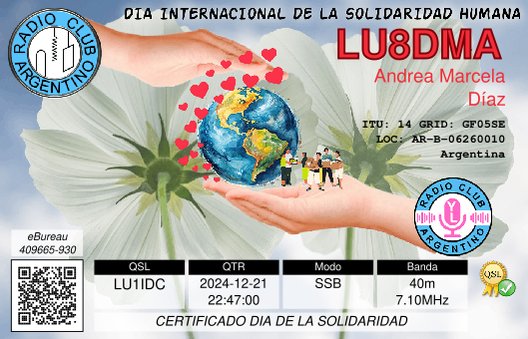 DIA INTERNACIONAL DE LA SOLIDARIDAD HUMANA
RADIO CLUB
ARGENTINO
LU8DMA
Andrea Marcela
Díaz
ITU: 14 GRID: GF05SE
LOC: AR-B-06260010
Argentina
RADIO CLUB
ARGENTINO
eBureau
409665-930
QSL QTR Modo Banda
LU1IDC 2024-12-21 SSB 40m
22:47:00 7.10MHz
QSL
CERTIFICADO DIA DE LA SOLIDARIDAD